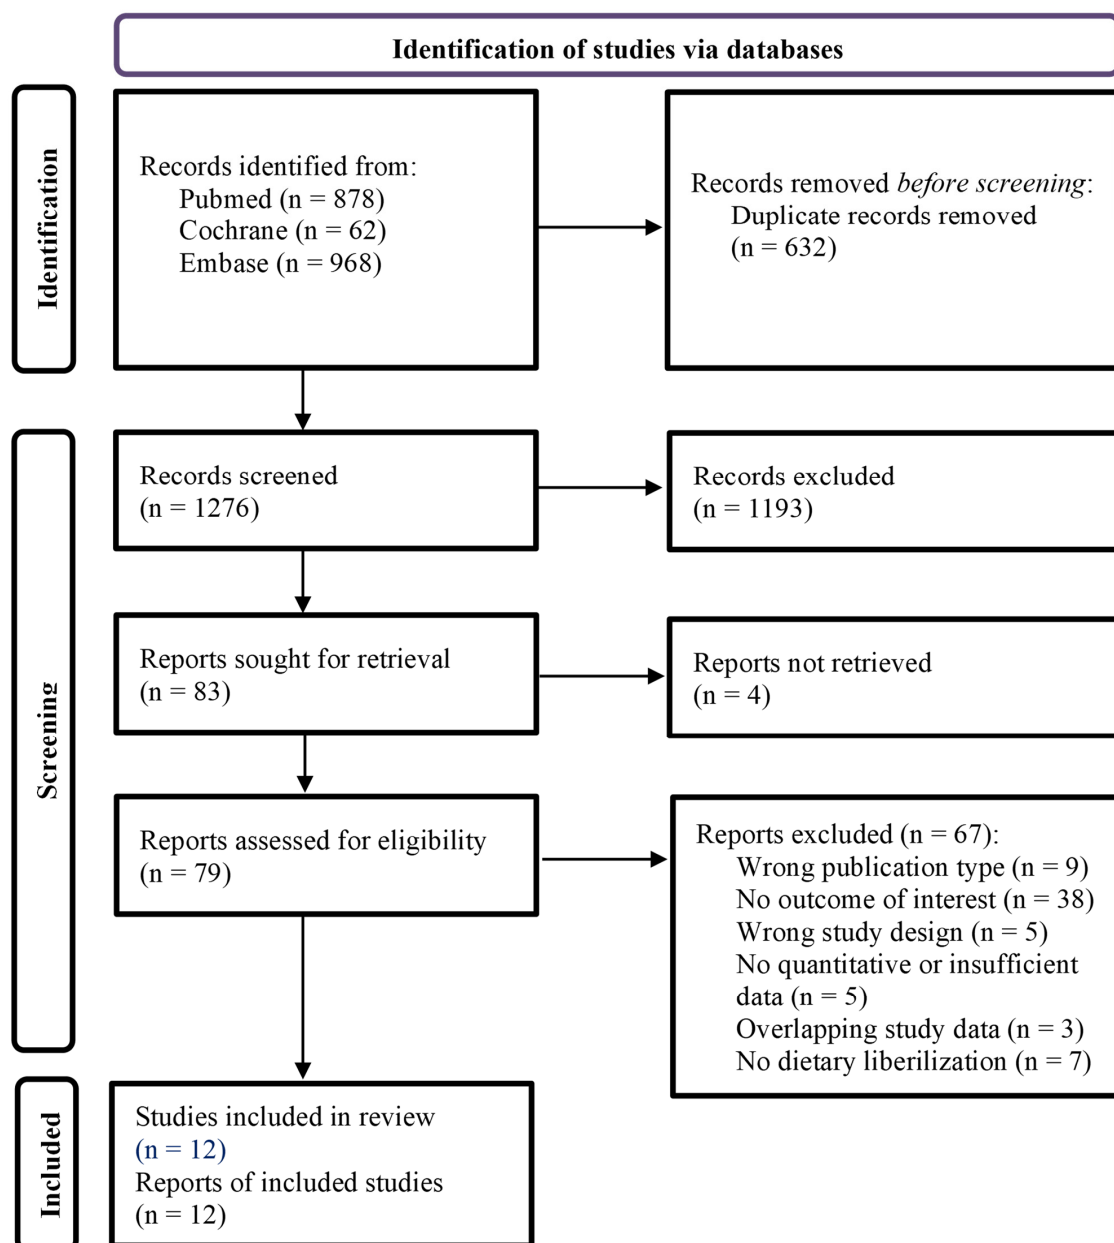 Identification of studies via databases
Identification
Records identified from:
Pubmed (n = 878)
Cochrane (n = 62)
Embase (n = 968)
Records removed before screening:
Duplicate records removed
(n = 632)
Screening
Records screened
(n = 1276)
Records excluded
(n = 1193)
Reports sought for retrieval
(n = 83)
Reports not retrieved
(n = 4)
Reports assessed for eligibility
(n = 79)
Reports excluded (n = 67):
Wrong publication type (n = 9)
No outcome of interest (n = 38)
Wrong study design (n = 5)
No quantitative or insufficient
data (n = 5)
Overlapping study data (n = 3)
No dietary liberilization (n = 7)
Included
Studies included in review
(n = 12)
Reports of included studies
(n = 12)